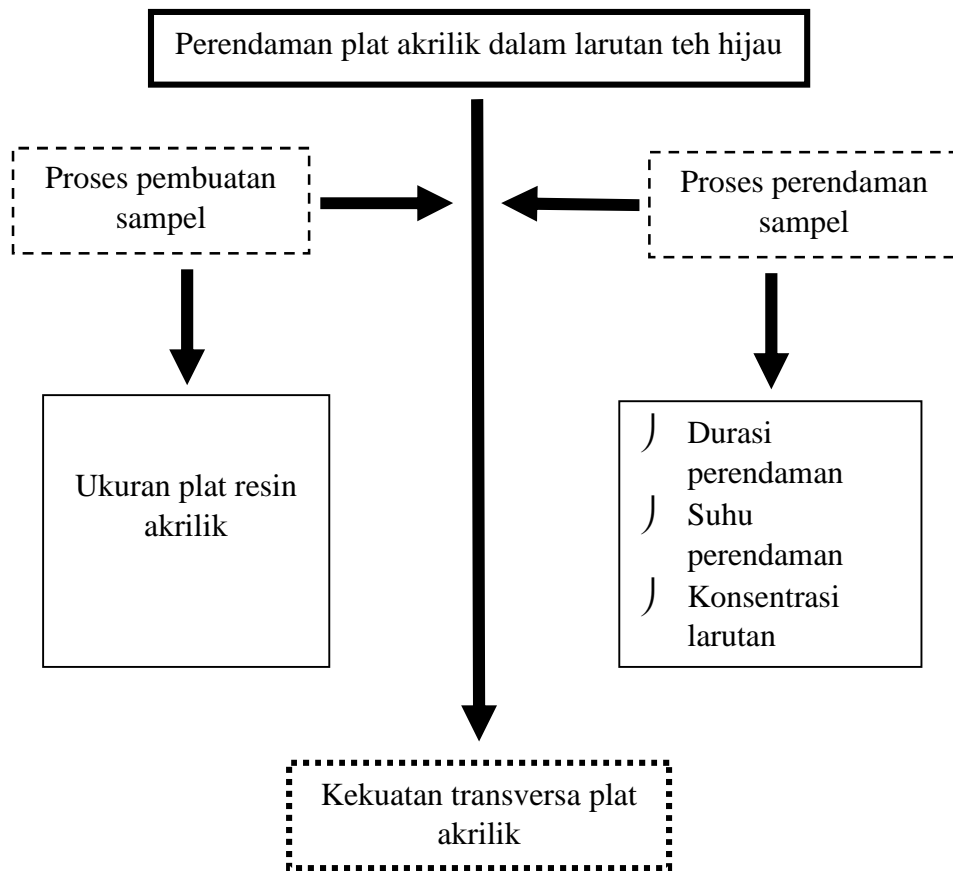 Perendaman plat akrilik dalam larutan teh hijau
Proses pembuatan
sampel
Proses perendaman
sampel
Ukuran plat resin
akrilik
Durasi
perendaman
Suhu
perendaman
Konsentrasi
larutan
Kekuatan transversa plat
akrilik